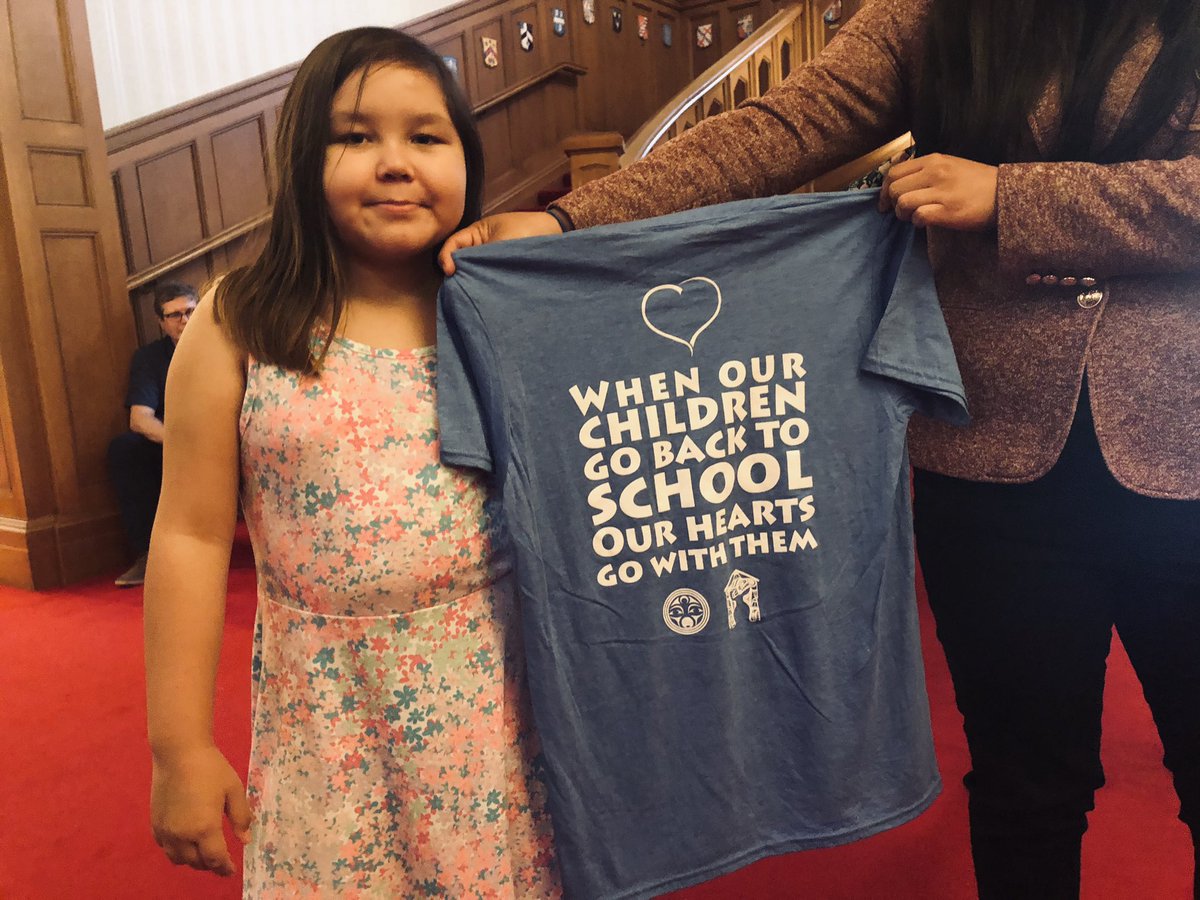 WHEN OUR
CHILDREN
GO BACK TO
SCHOOL
OUR HEARTS
GO WITH THEM